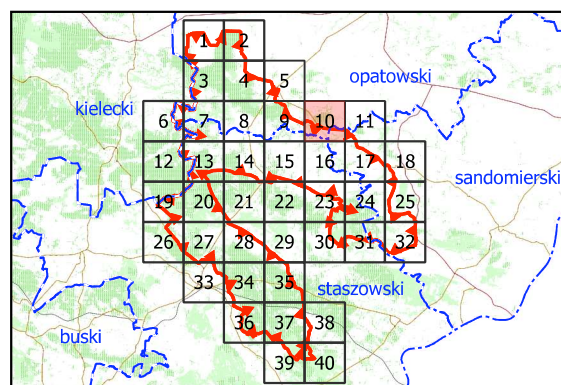 1 2
3 4 5
opatowski
kielecki
6 7 8 9 10 11
12 13 14 15 16 17 18
sandomierski
19 20 21 22 23 24 25
26 27 28 29 30 31 32
33 34 35
staszowski
36 37 38
buski
39 40